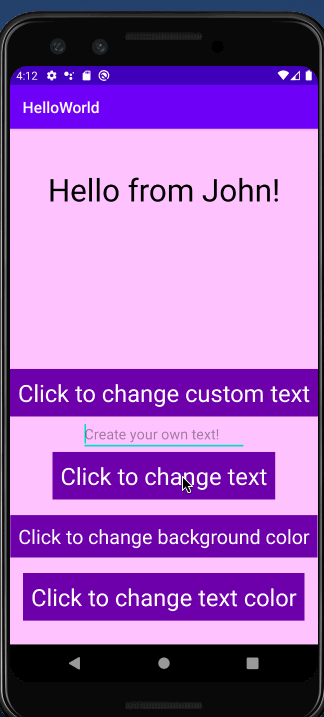 4:12
HelloWorld
Hello from John!
Click to change custom text
Create your own text!
Click to change text
Click to change background color
Click to change text color